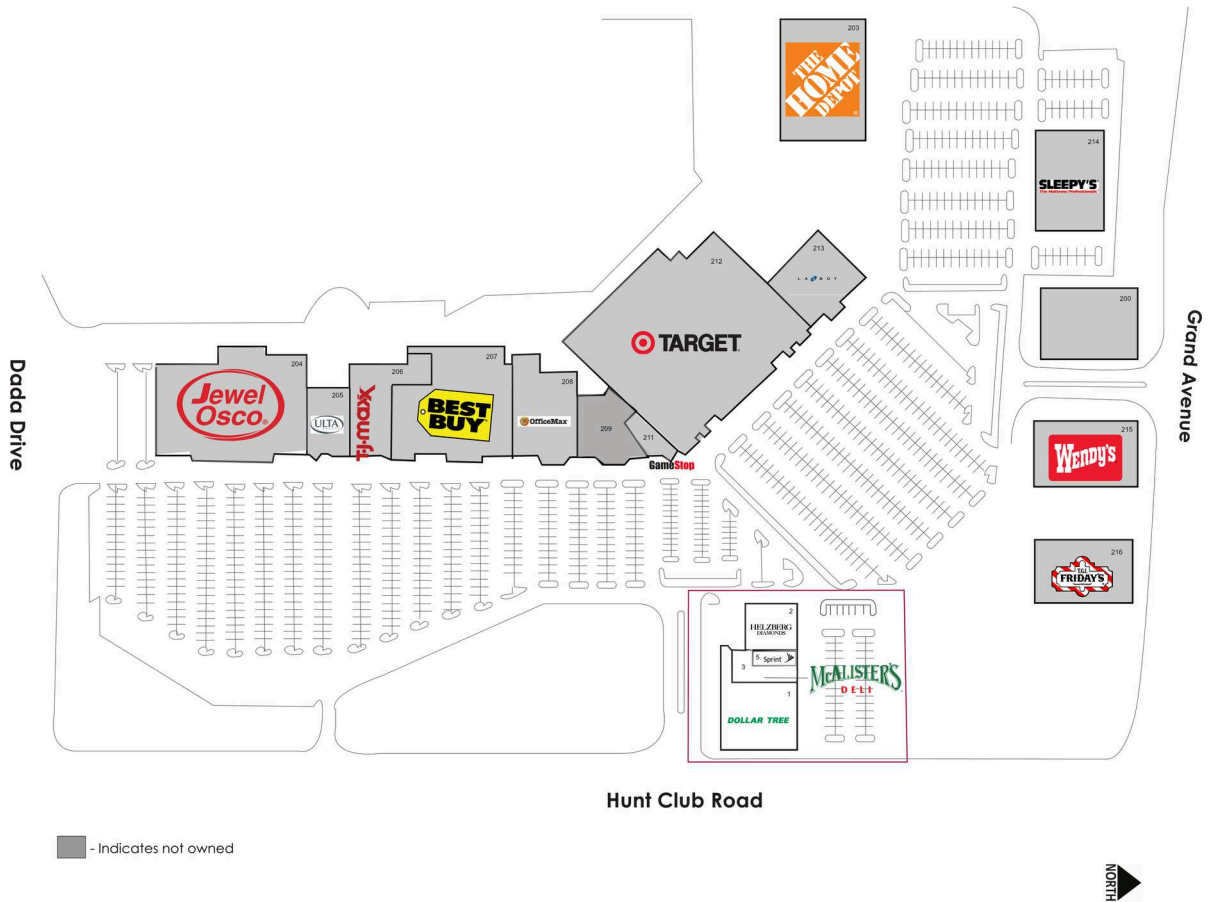 203
THE
HOME
DEPOT
214
SLEEPY'S
The Mattress Professionals
213
LA Z BOY
212
TARGET
200
Grand Avenue
Dada Drive
204
Jewel
Osco
205
ULTA
206
T·J·maxx
207
BEST
BUY
208
OfficeMax
209
211
GameStop
215
WENDY'S
216
T.G.I.
FRIDAY'S
2
HELZBERG
DIAMONDS
5 Sprint
3
McALISTER'S
DELI
1
DOLLAR TREE
Hunt Club Road
- Indicates not owned
NORTH